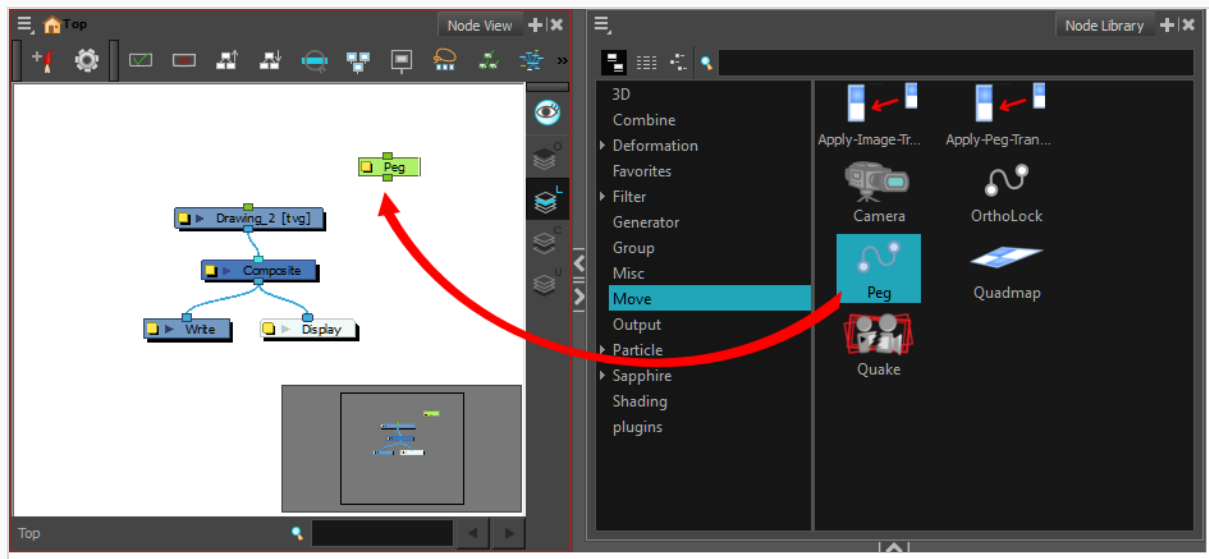 Top
Node View
Peg
Drawing_2 [tvg]
Composite
Write
Display
O
L
C
U
Top
Node Library
3D
Combine
Deformation
Favorites
Filter
Generator
Group
Misc
Move
Output
Particle
Sapphire
Shading
plugins
Apply-Image-Tr...
Apply-Peg-Tran...
Camera
OrthoLock
Peg
Quadmap
Quake